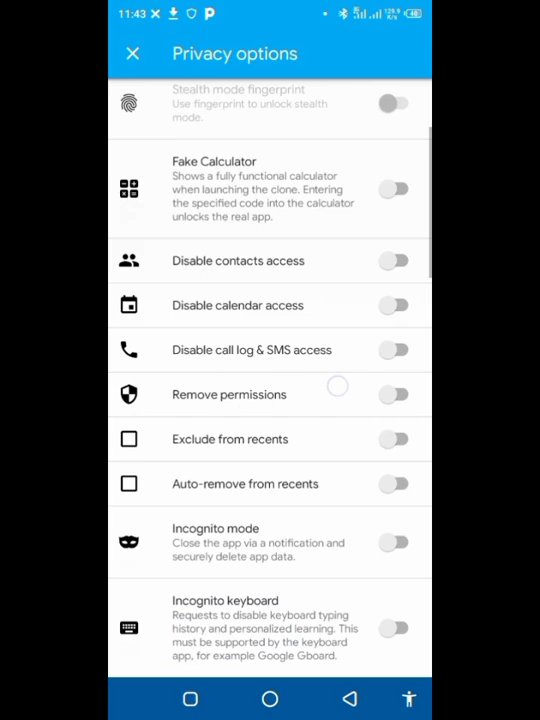 11:43
Privacy options
Stealth mode fingerprint
Use fingerprint to unlock stealth
mode.
Fake Calculator
Shows a fully functional calculator
when launching the clone. Entering
the specified code into the calculator
unlocks the real app.
Disable contacts access
Disable calendar access
Disable call log & SMS access
Remove permissions
Exclude from recents
Auto-remove from recents
Incognito mode
Close the app via a notification and
securely delete app data.
Incognito keyboard
Requests to disable keyboard typing
history and personalized learning. This
must be supported by the keyboard
app, for example Google Gboard.